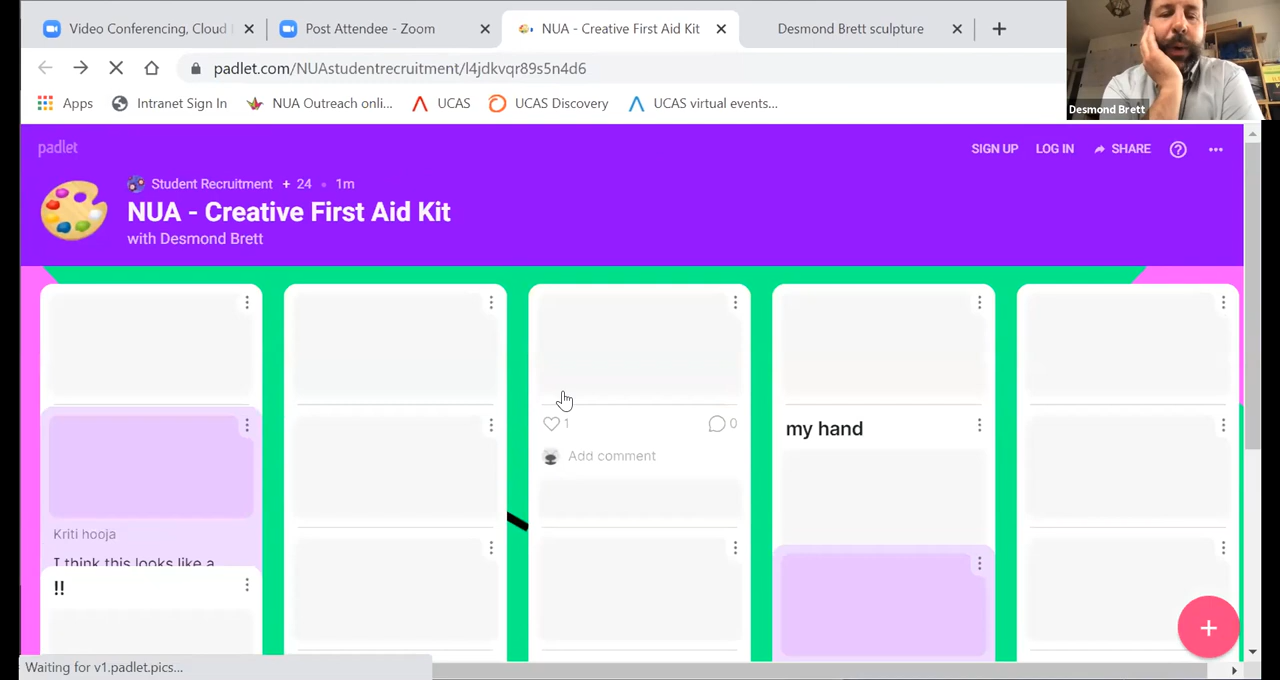 Video Conferencing, Cloud
Post Attendee - Zoom
NUA - Creative First Aid Kit
Desmond Brett sculpture
padlet.com/NUAstudentrecruitment/l4jdkvqr89s5n4d6
Apps
Intranet Sign In
NUA Outreach onli...
UCAS
UCAS Discovery
UCAS virtual events...
Desmond Brett
padlet
SIGN UP
LOG IN
SHARE
Student Recruitment + 24 • 1m
NUA - Creative First Aid Kit
with Desmond Brett
1
0
my hand
Add comment
Kriti hooja
I think this looks like a
!!
Waiting for v1.padlet.pics...